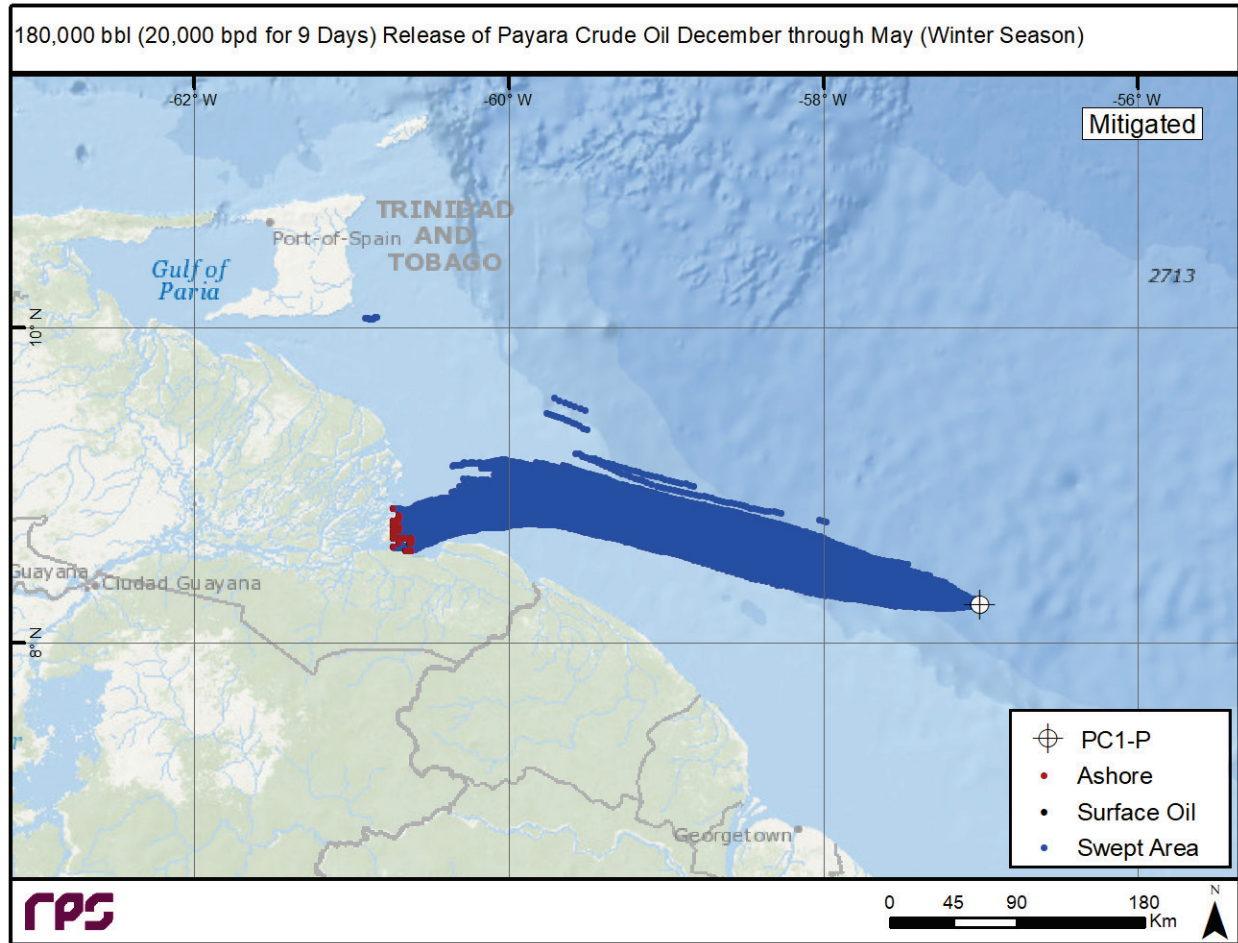 180,000 bbl (20,000 bpd for 9 Days) Release of Payara Crude Oil December through May (Winter Season)
-62° W
-60° W
-58° W
-56° W
Mitigated
TRINIDAD
AND
TOBAGO
Port-of-Spain
Gulf of
Paria
2713
10° N
Guayana
Ciudad Guayana
8° N
PC1-P
Ashore
Surface Oil
Swept Area
Georgetown
rps
0 45 90 180
Km
N